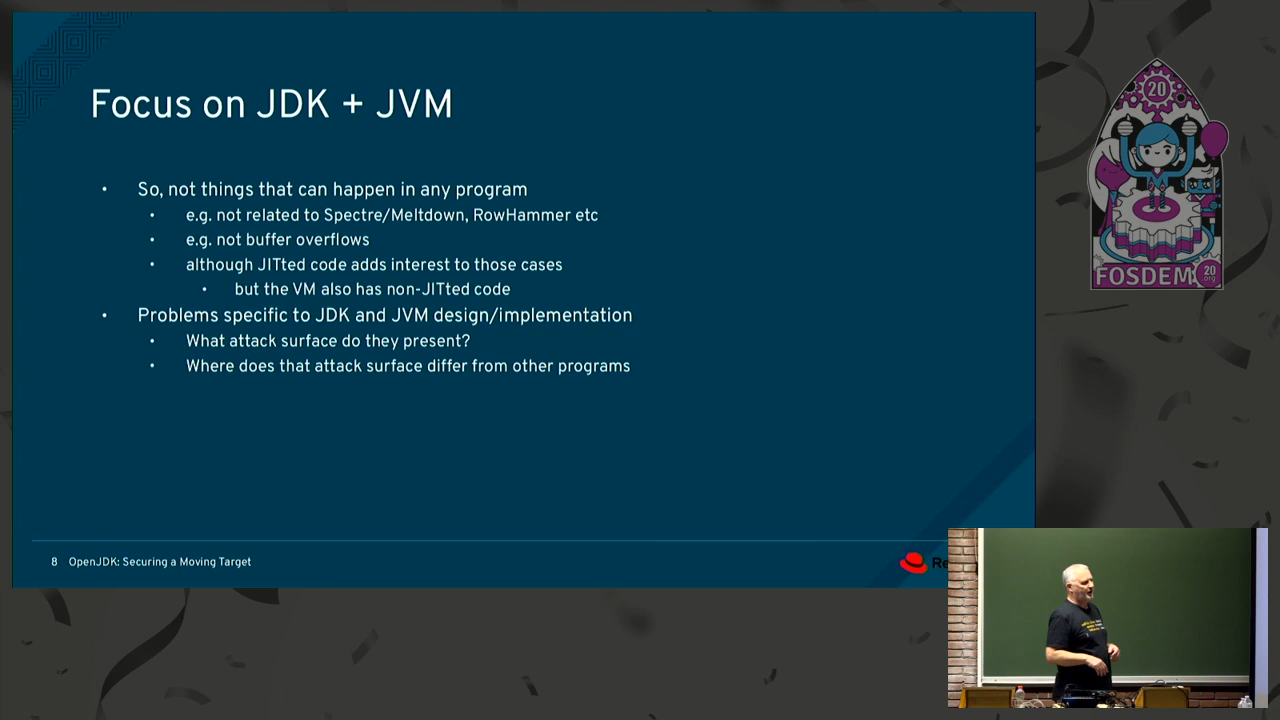 Focus on JDK + JVM
So, not things that can happen in any program
e.g. not related to Spectre/Meltdown, RowHammer etc
e.g. not buffer overflows
although JITted code adds interest to those cases
but the VM also has non-JITted code
Problems specific to JDK and JVM design/implementation
What attack surface do they present?
Where does that attack surface differ from other programs
8 OpenJDK: Securing a Moving Target
20
FOSDEM 20
.org